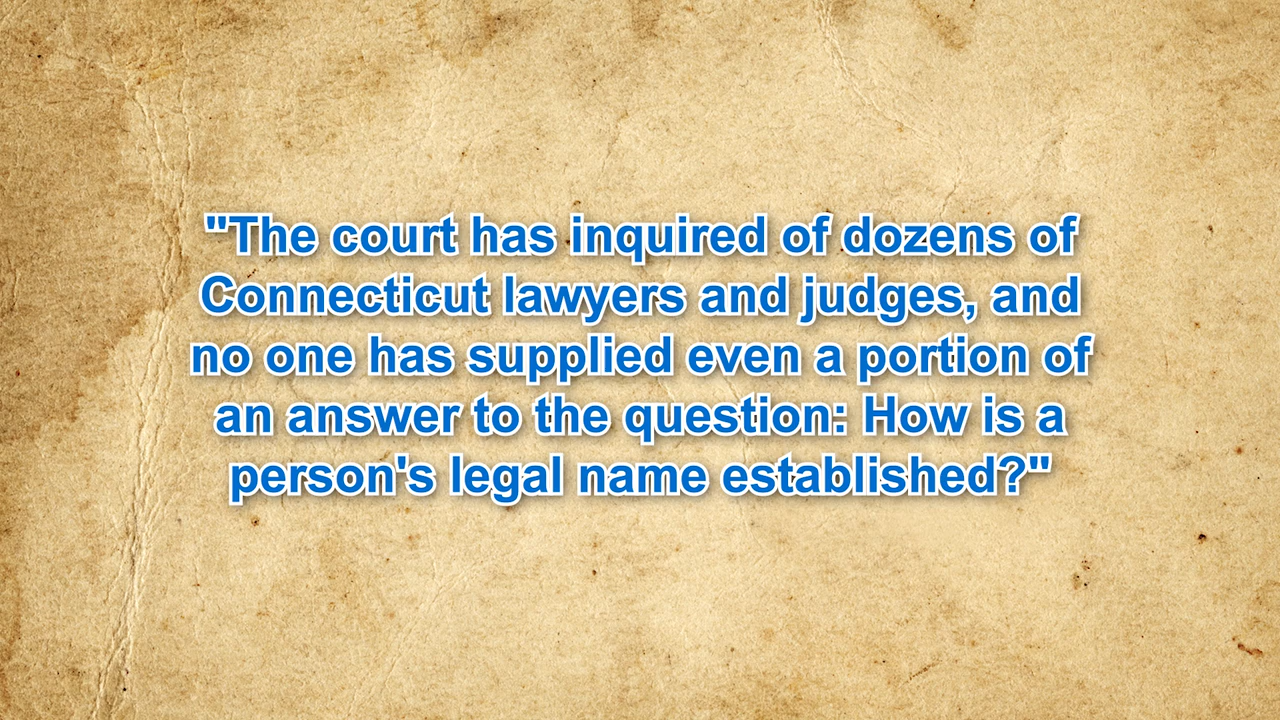 "The court has inquired of dozens of
Connecticut lawyers and judges, and
no one has supplied even a portion of
an answer to the question: How is a
person's legal name established?"